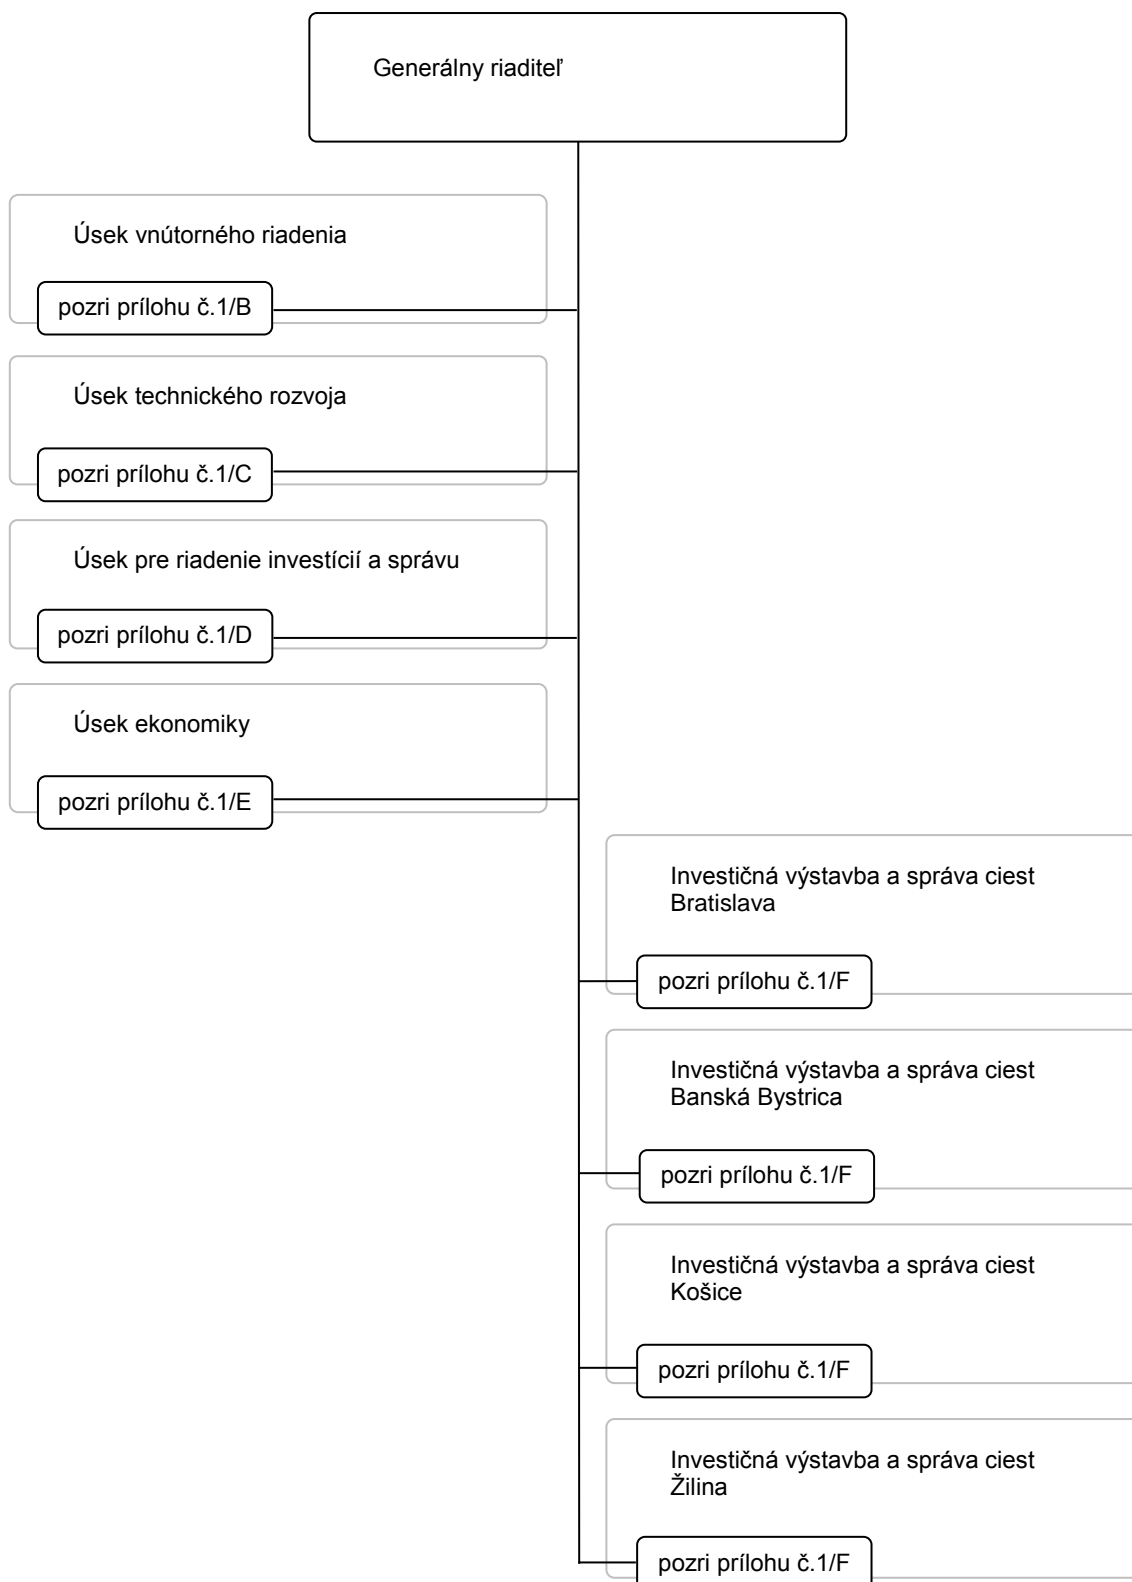 Generálny riaditeľ
Úsek vnútorného riadenia
pozri prílohu č.1/B
Úsek technického rozvoja
pozri prílohu č.1/C
Úsek pre riadenie investícií a správu
pozri prílohu č.1/D
Úsek ekonomiky
pozri prílohu č.1/E
Investičná výstavba a správa ciest
Bratislava
pozri prílohu č.1/F
Investičná výstavba a správa ciest
Banská Bystrica
pozri prílohu č.1/F
Investičná výstavba a správa ciest
Košice
pozri prílohu č.1/F
Investičná výstavba a správa ciest
Žilina
pozri prílohu č.1/F